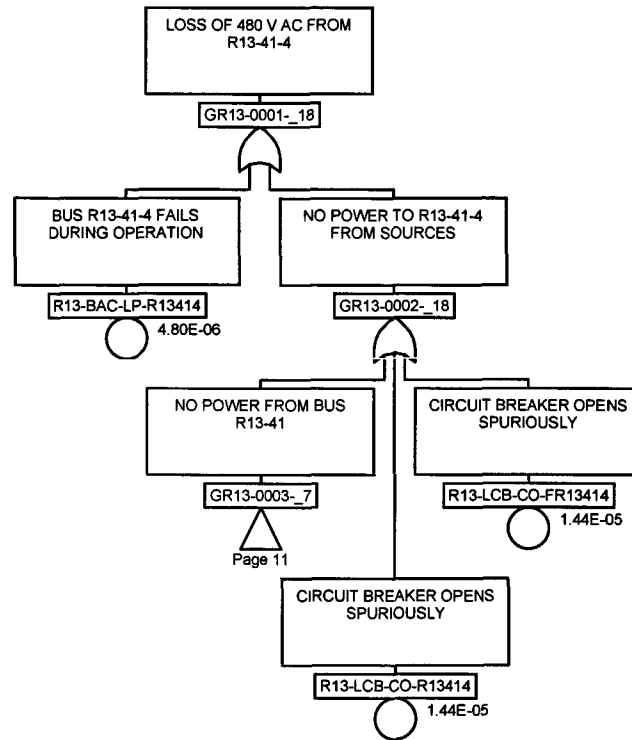 LOSS OF 480 V AC FROM
R13-41-4
GR13-0001-_18
BUS R13-41-4 FAILS
DURING OPERATION
R13-BAC-LP-R13414
4.80E-06
NO POWER TO R13-41-4
FROM SOURCES
GR13-0002-_18
NO POWER FROM BUS
R13-41
GR13-0003-_7
Page 11
CIRCUIT BREAKER OPENS
SPURIOUSLY
R13-LCB-CO-FR13414
1.44E-05
CIRCUIT BREAKER OPENS
SPURIOUSLY
R13-LCB-CO-R13414
1.44E-05